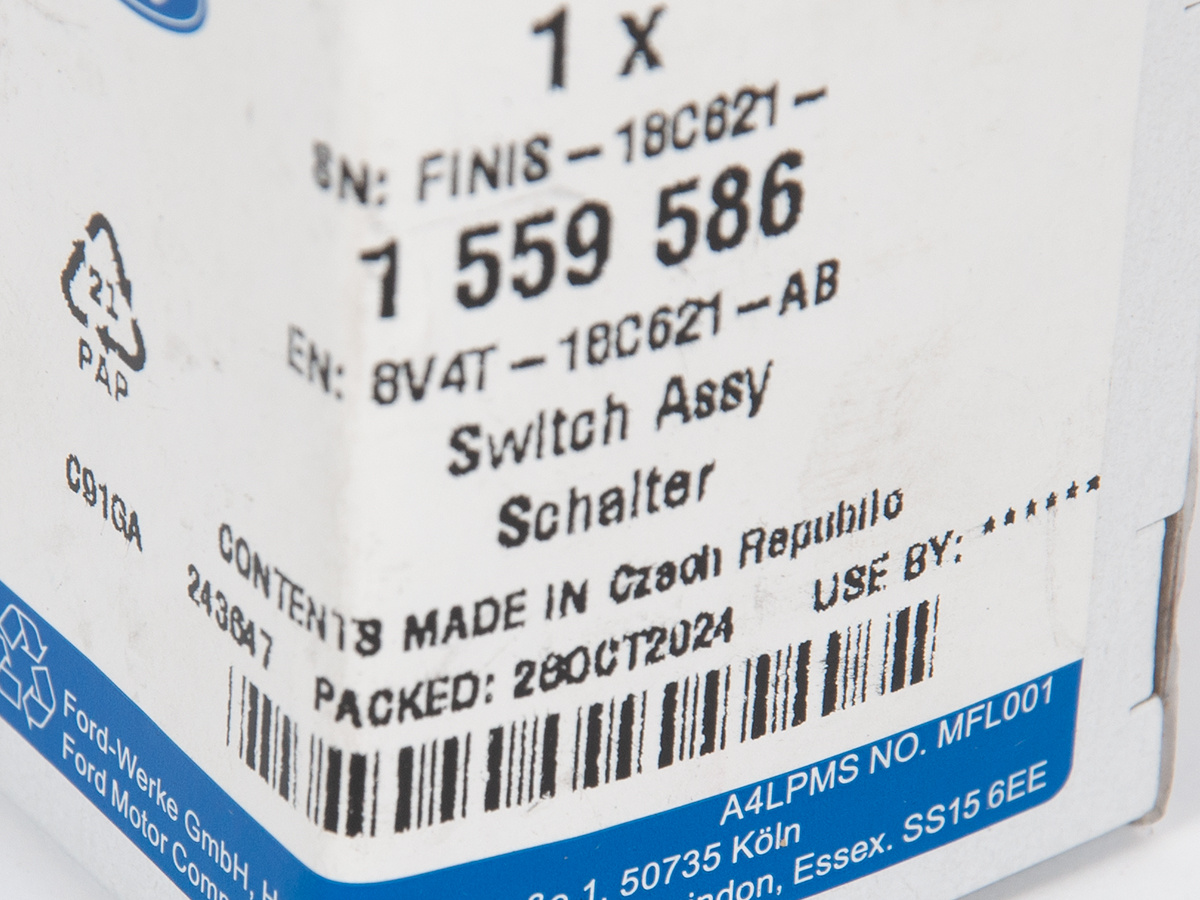 1 X
SN: FINIS-18C621-
1 559 586
EN: 8V4T-18C621-AB
Switch Assy
Schalter
21
PAP
C91GA
CONTENTS MADE IN Czech Republic
243647
PACKED: 28OCT2024 USE BY: ******
A4LPMS NO. MFL001
Ford-Werke GmbH,
1, 50735 Köln
Ford Motor
Essex. SS15 6EE